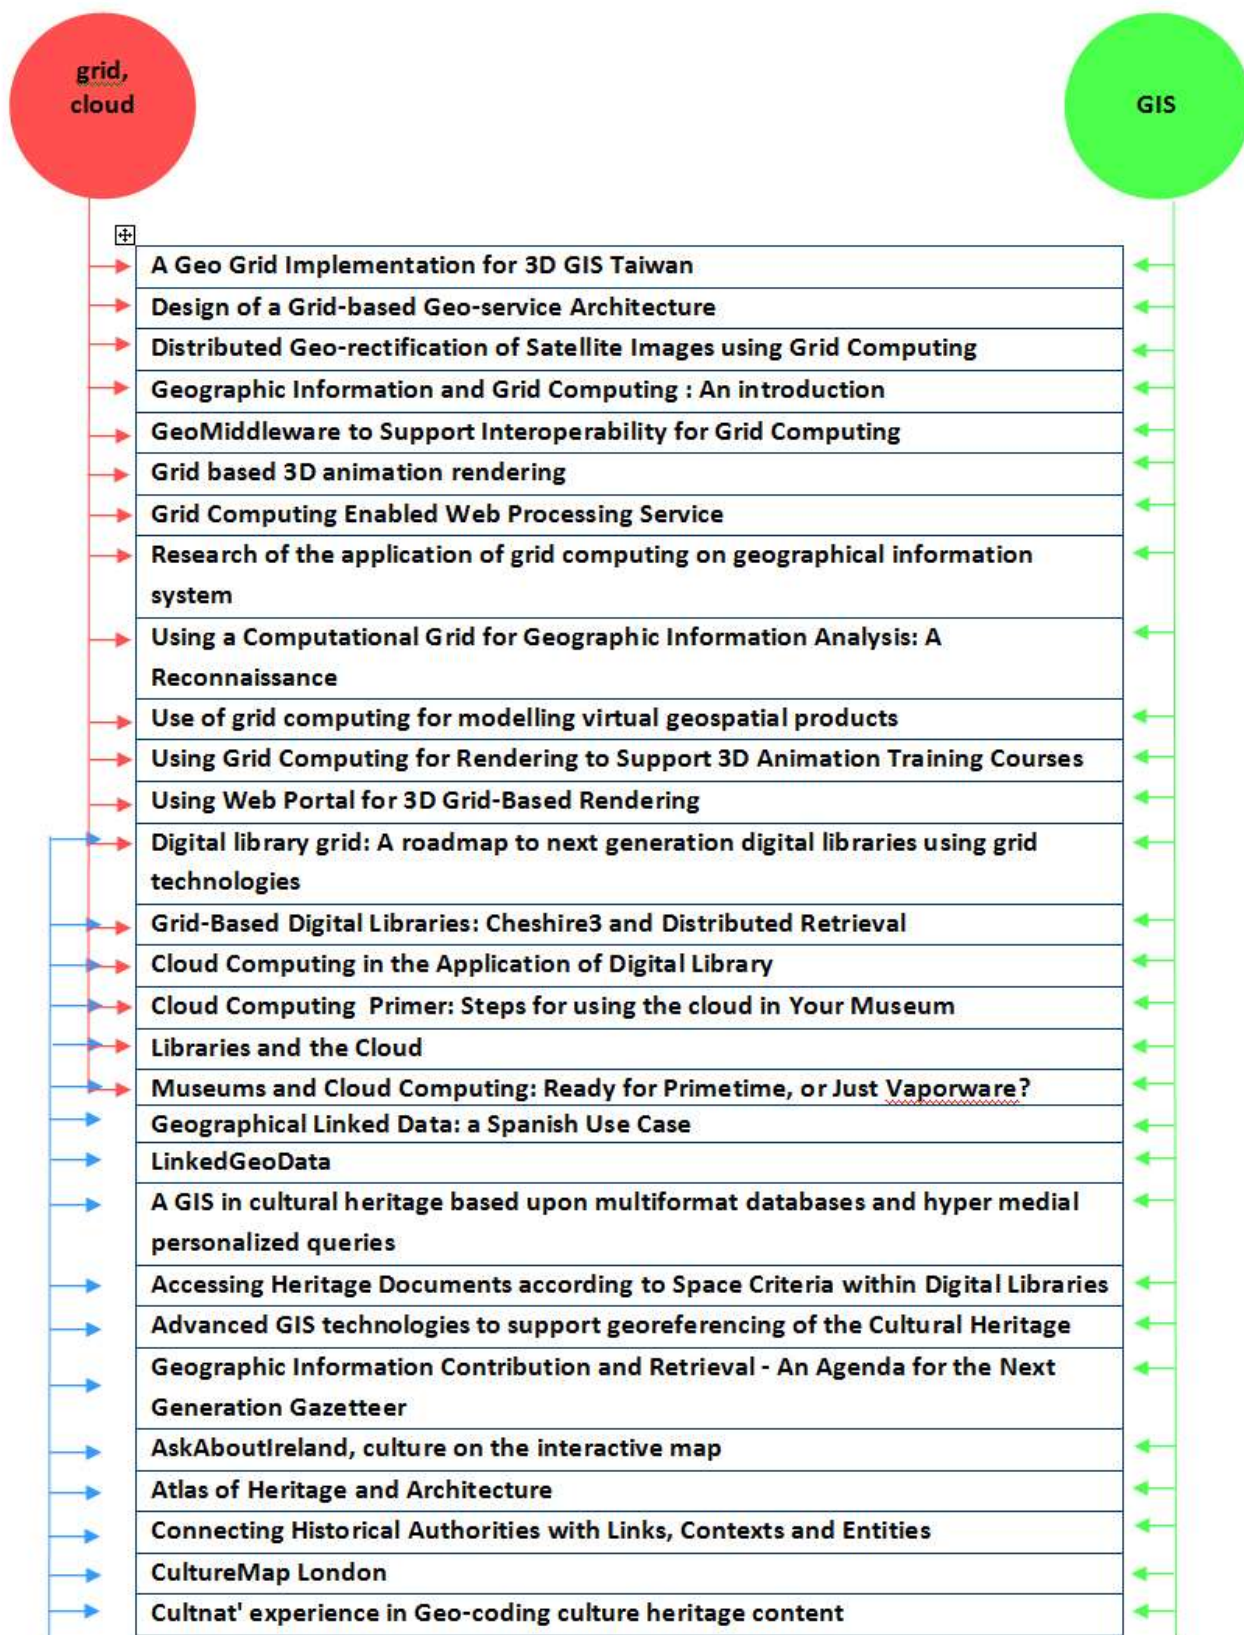 grid,
cloud
GIS
A Geo Grid Implementation for 3D GIS Taiwan
Design of a Grid-based Geo-service Architecture
Distributed Geo-rectification of Satellite Images using Grid Computing
Geographic Information and Grid Computing : An introduction
GeoMiddleware to Support Interoperability for Grid Computing
Grid based 3D animation rendering
Grid Computing Enabled Web Processing Service
Research of the application of grid computing on geographical information
system
Using a Computational Grid for Geographic Information Analysis: A
Reconnaissance
Use of grid computing for modelling virtual geospatial products
Using Grid Computing for Rendering to Support 3D Animation Training Courses
Using Web Portal for 3D Grid-Based Rendering
Digital library grid: A roadmap to next generation digital libraries using grid
technologies
Grid-Based Digital Libraries: Cheshire3 and Distributed Retrieval
Cloud Computing in the Application of Digital Library
Cloud Computing  Primer: Steps for using the cloud in Your Museum
Libraries and the Cloud
Museums and Cloud Computing: Ready for Primetime, or Just Vaporware?
Geographical Linked Data: a Spanish Use Case
LinkedGeoData
A GIS in cultural heritage based upon multiformat databases and hyper medial
personalized queries
Accessing Heritage Documents according to Space Criteria within Digital Libraries
Advanced GIS technologies to support georeferencing of the Cultural Heritage
Geographic Information Contribution and Retrieval - An Agenda for the Next
Generation Gazetteer
AskAboutIreland, culture on the interactive map
Atlas of Heritage and Architecture
Connecting Historical Authorities with Links, Contexts and Entities
CultureMap London
Cultnat' experience in Geo-coding culture heritage content